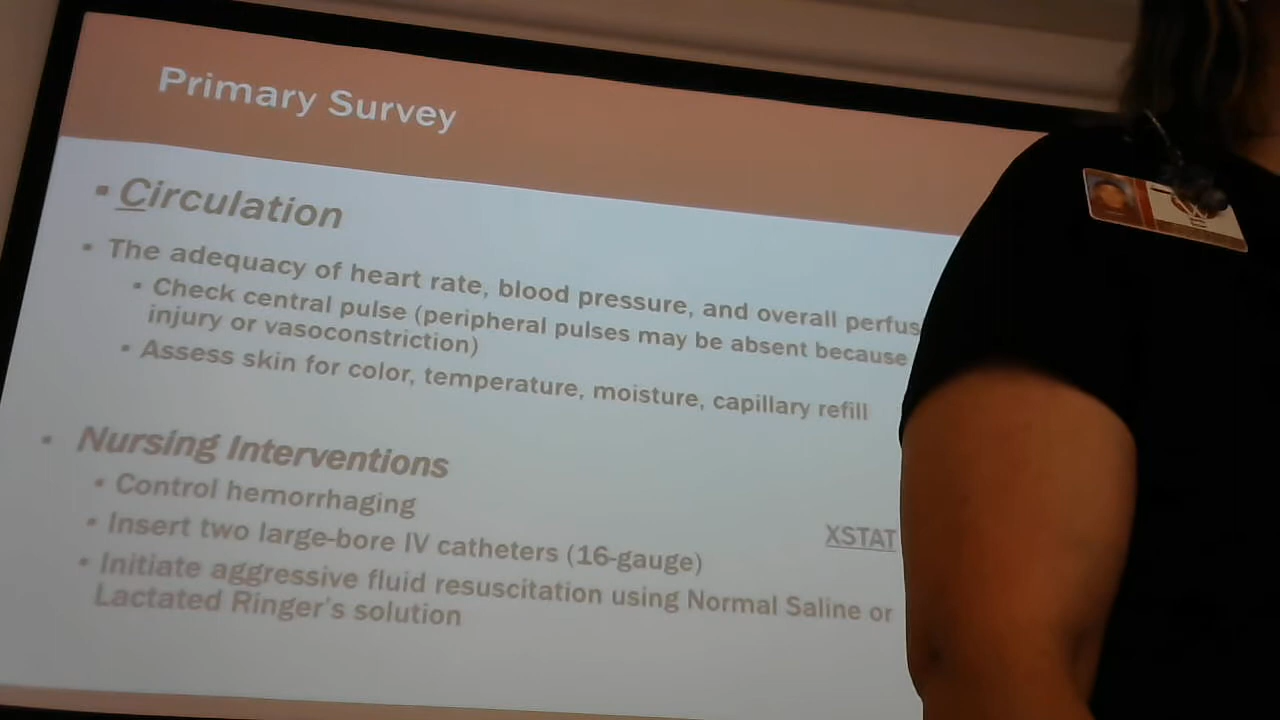 Primary Survey
▪ Circulation
▪ The adequacy of heart rate, blood pressure, and overall
▪ Check central pulse (peripheral pulses may be absent because
injury or vasoconstriction)
▪ Assess skin for color, temperature, moisture, capillary refill
▪ Nursing Interventions
▪ Control hemorrhaging
▪ Insert two large-bore IV catheters (16-gauge)
XSTAT
▪ Initiate aggressive fluid resuscitation using Normal Saline or
Lactated Ringer's solution